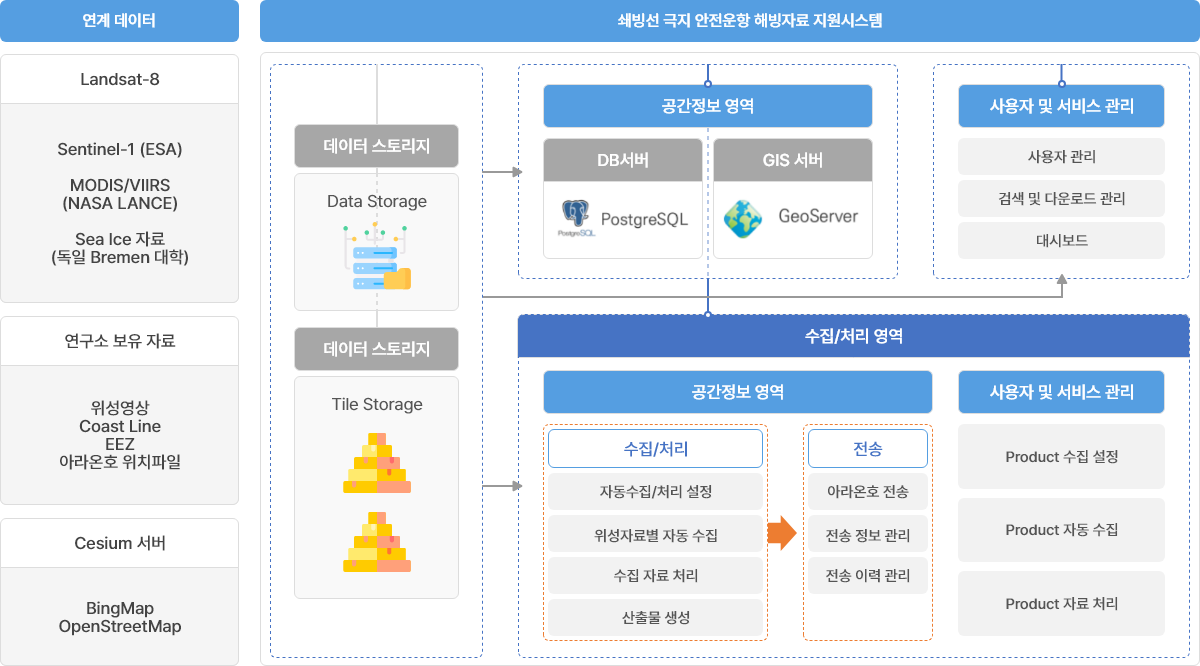 연계 데이터
쇄빙선 극지 안전운항 해빙자료 지원시스템
Landsat-8
Sentinel-1 (ESA)
MODIS/VIIRS
(NASA LANCE)
Sea Ice 자료
(독일 Bremen 대학)
연구소 보유 자료
위성영상
Coast Line
EEZ
아라온호 위치파일
Cesium 서버
BingMap
OpenStreetMap
데이터 스토리지
Data Storage
데이터 스토리지
Tile Storage
공간정보 영역
DB서버
GIS 서버
PostgreSQL
PostgreSQL
GeoServer
사용자 및 서비스 관리
사용자 관리
검색 및 다운로드 관리
대시보드
수집/처리 영역
공간정보 영역
수집/처리
자동수집/처리 설정
위성자료별 자동 수집
수집 자료 처리
산출물 생성
전송
아라온호 전송
전송 정보 관리
전송 이력 관리
사용자 및 서비스 관리
Product 수집 설정
Product 자동 수집
Product 자료 처리